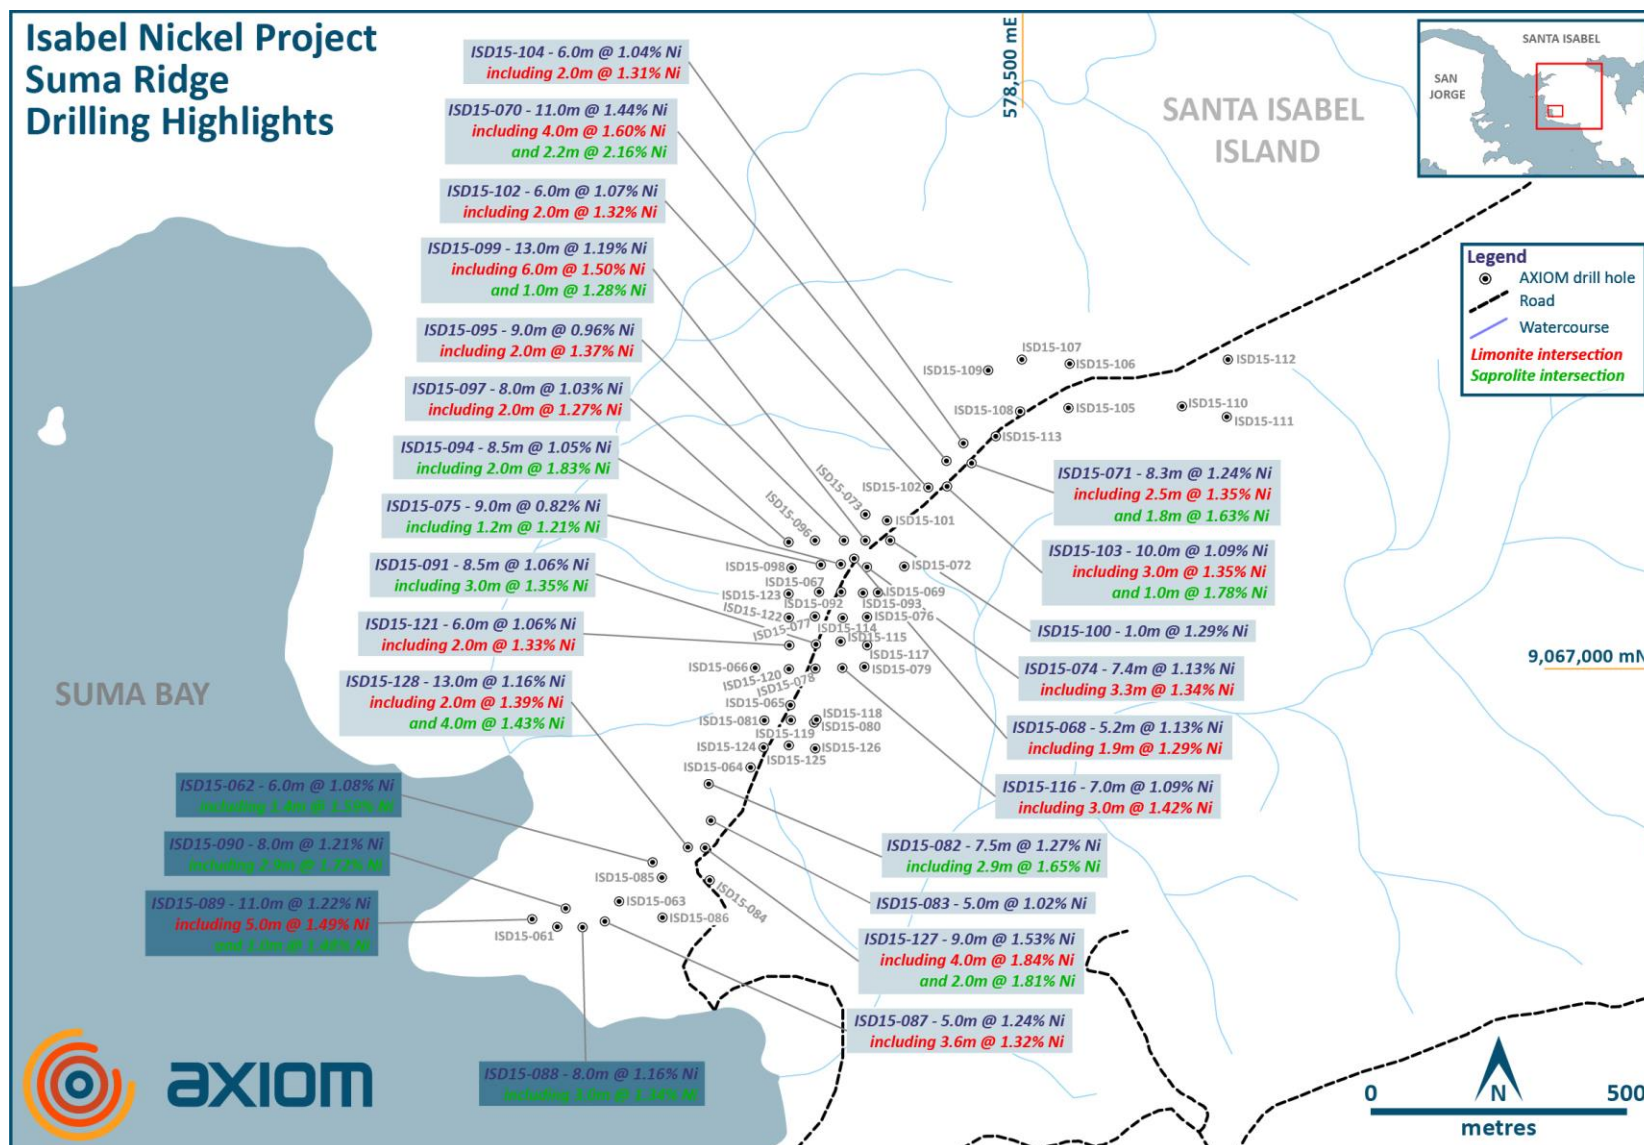 Isabel Nickel Project
Suma Ridge
Drilling Highlights
578,500 mE
SANTA ISABEL
ISLAND
SANTA ISABEL
SAN
JORGE
Legend
AXIOM drill hole
Road
Watercourse
Limonite intersection
Saprolite intersection
ISD15-104 - 6.0m @ 1.04% Ni
including 2.0m @ 1.31% Ni
ISD15-070 - 11.0m @ 1.44% Ni
including 4.0m @ 1.60% Ni
and 2.2m @ 2.16% Ni
ISD15-102 - 6.0m @ 1.07% Ni
including 2.0m @ 1.32% Ni
ISD15-099 - 13.0m @ 1.19% Ni
including 6.0m @ 1.50% Ni
and 1.0m @ 1.28% Ni
ISD15-095 - 9.0m @ 0.96% Ni
including 2.0m @ 1.37% Ni
ISD15-097 - 8.0m @ 1.03% Ni
including 2.0m @ 1.27% Ni
ISD15-094 - 8.5m @ 1.05% Ni
including 2.0m @ 1.83% Ni
ISD15-075 - 9.0m @ 0.82% Ni
including 1.2m @ 1.21% Ni
ISD15-091 - 8.5m @ 1.06% Ni
including 3.0m @ 1.35% Ni
ISD15-121 - 6.0m @ 1.06% Ni
including 2.0m @ 1.33% Ni
ISD15-128 - 13.0m @ 1.16% Ni
including 2.0m @ 1.39% Ni
and 4.0m @ 1.43% Ni
SUMA BAY
ISD15-062 - 6.0m @ 1.08% Ni
including @ Ni
ISD15-090 - 8.0m @ 1.21% Ni
including @ Ni
ISD15-089 - 11.0m @ 1.22% Ni
including 5.0m @ 1.49% Ni
and @ Ni
ISD15-088 - 8.0m @ 1.16% Ni
including @ Ni
ISD15-107
ISD15-106
ISD15-112
ISD15-109
ISD15-108
ISD15-105
ISD15-110
ISD15-111
ISD15-113
ISD15-102
ISD15-073
ISD15-101
ISD15-096
ISD15-098
ISD15-072
ISD15-067
ISD15-123
ISD15-069
ISD15-092
ISD15-093
ISD15-122
ISD15-076
ISD15-077
ISD15-114
ISD15-115
ISD15-117
ISD15-066
ISD15-079
ISD15-120
ISD15-078
ISD15-065
ISD15-081
ISD15-118
ISD15-080
ISD15-119
ISD15-124
ISD15-126
ISD15-125
ISD15-064
ISD15-085
ISD15-084
ISD15-063
ISD15-086
ISD15-061
ISD15-071 - 8.3m @ 1.24% Ni
including 2.5m @ 1.35% Ni
and 1.8m @ 1.63% Ni
ISD15-103 - 10.0m @ 1.09% Ni
including 3.0m @ 1.35% Ni
and 1.0m @ 1.78% Ni
ISD15-100 - 1.0m @ 1.29% Ni
9,067,000 mN
ISD15-074 - 7.4m @ 1.13% Ni
including 3.3m @ 1.34% Ni
ISD15-068 - 5.2m @ 1.13% Ni
including 1.9m @ 1.29% Ni
ISD15-116 - 7.0m @ 1.09% Ni
including 3.0m @ 1.42% Ni
ISD15-082 - 7.5m @ 1.27% Ni
including 2.9m @ 1.65% Ni
ISD15-083 - 5.0m @ 1.02% Ni
ISD15-127 - 9.0m @ 1.53% Ni
including 4.0m @ 1.84% Ni
and 2.0m @ 1.81% Ni
ISD15-087 - 5.0m @ 1.24% Ni
including 3.6m @ 1.32% Ni
axiom
N
0
500
metres